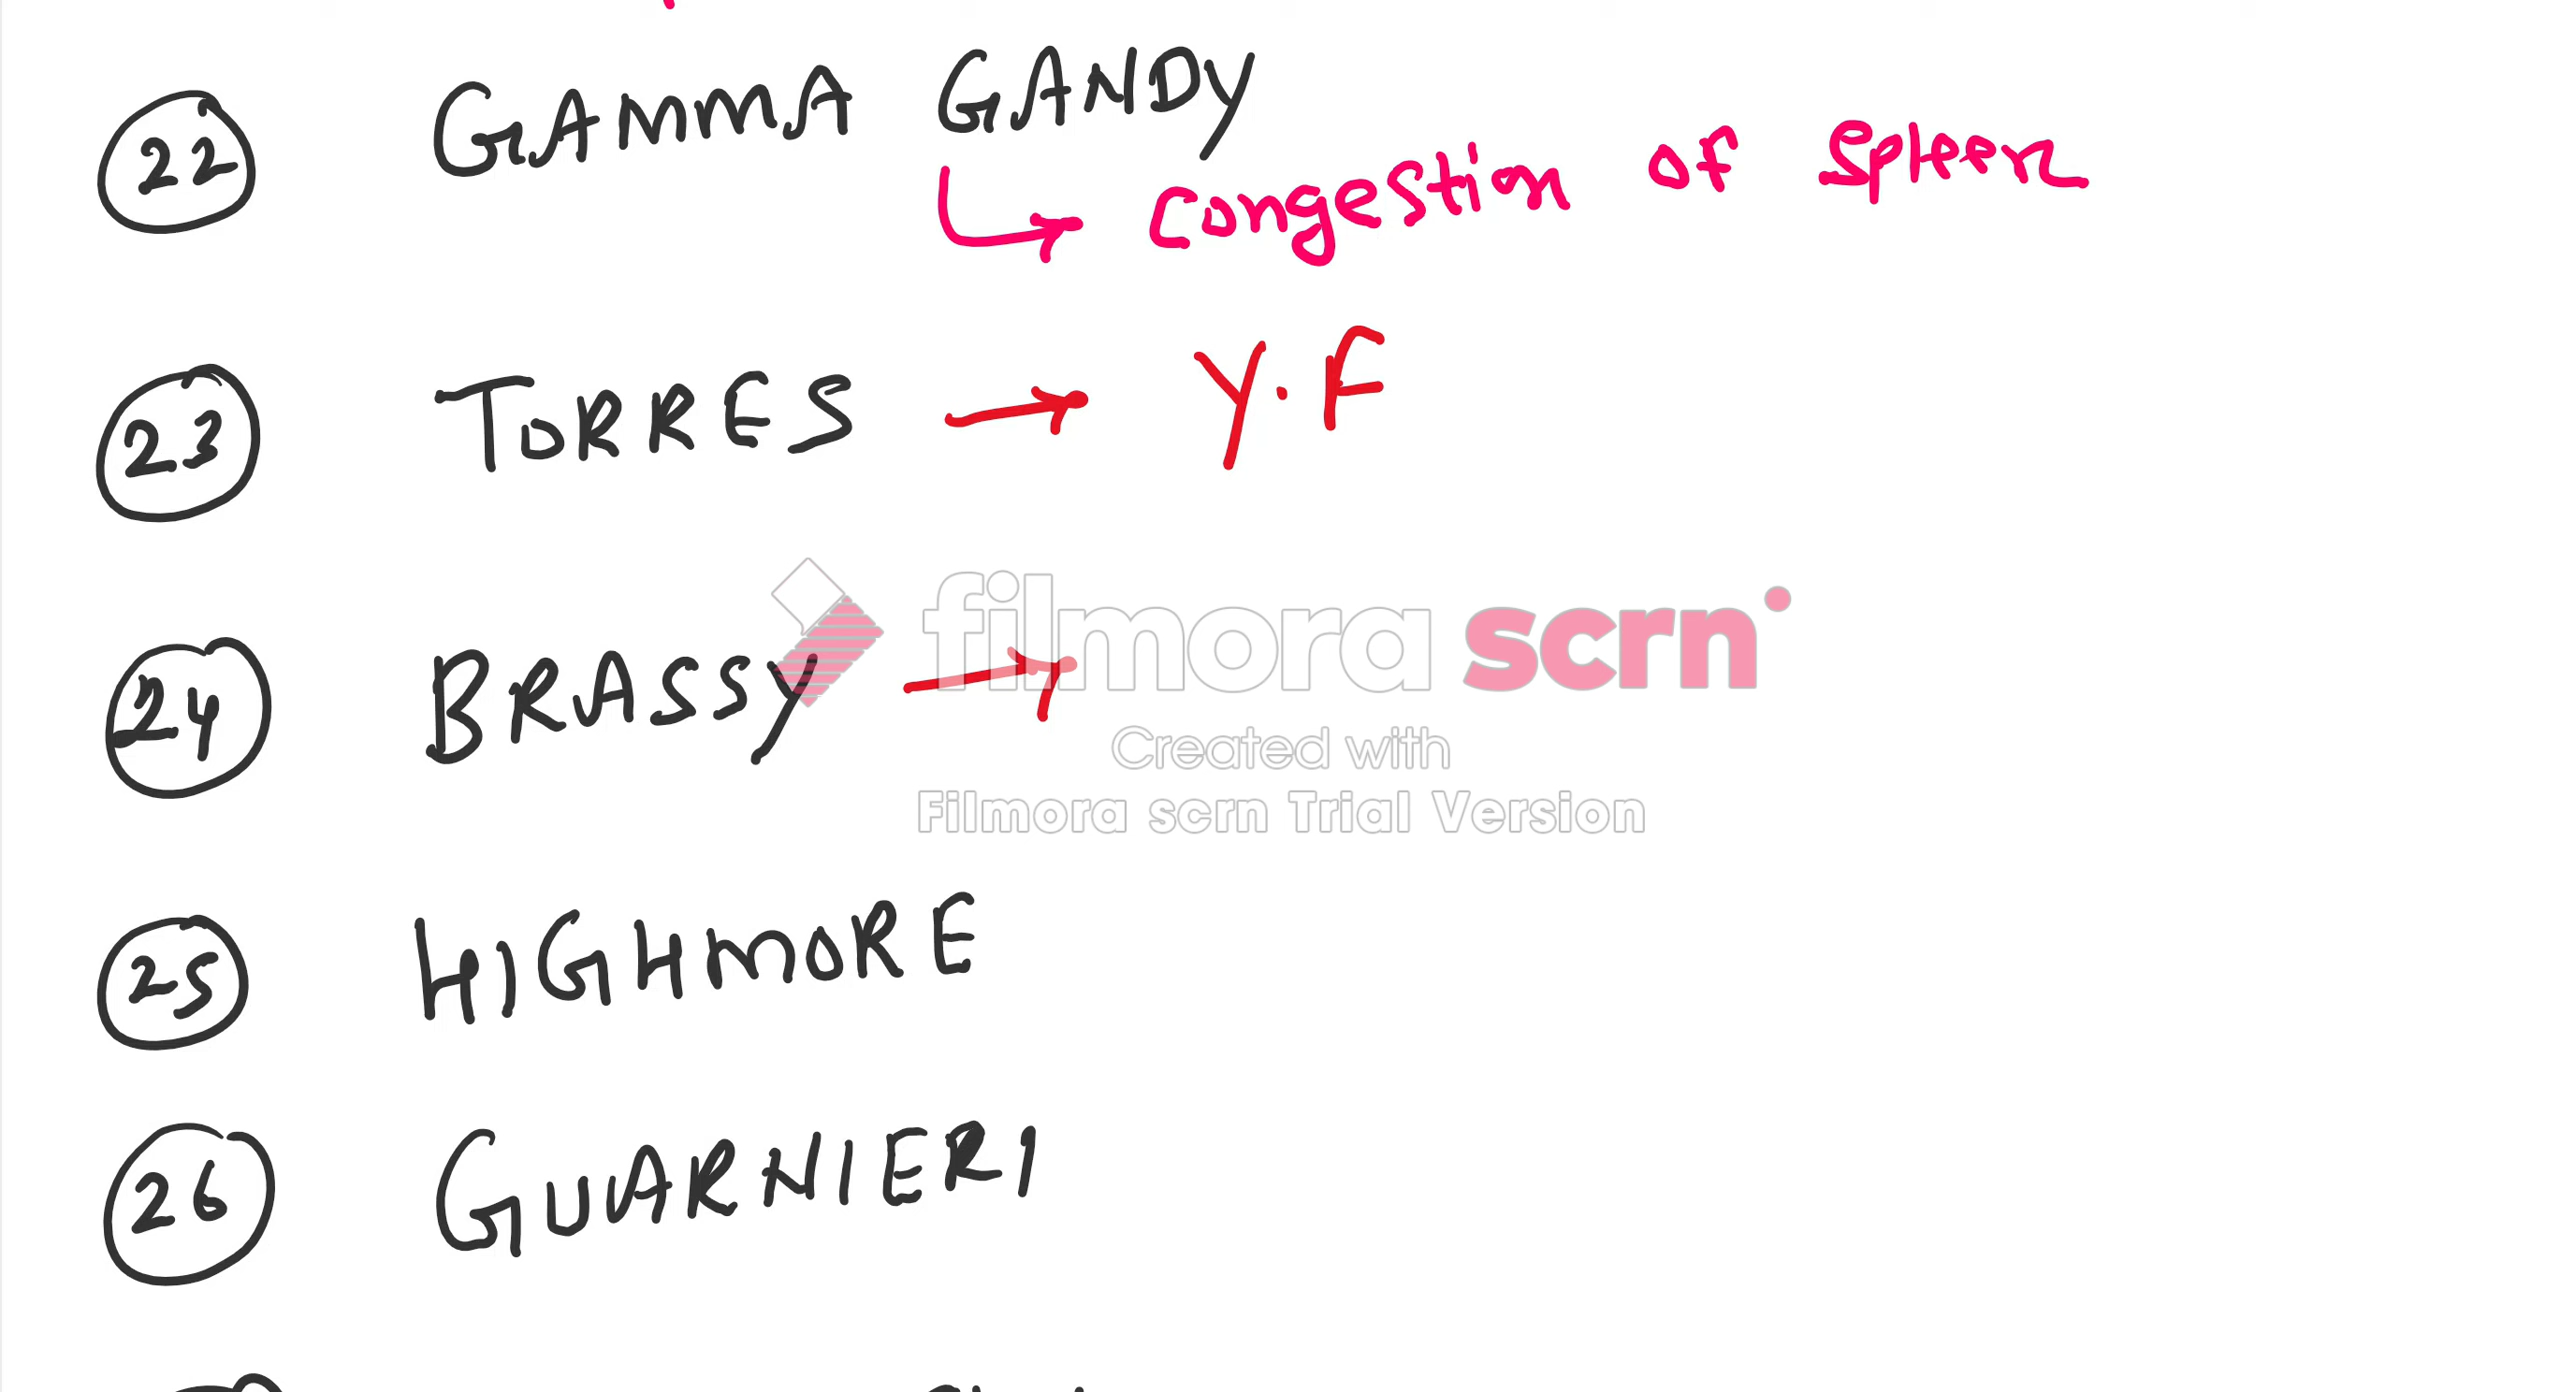 22 GAMMA GANDY
→ Congestion of Spleen
23 TORRES → Y.F
24 BRASSY →
filmora scrn
Created with
Filmora scrn Trial Version
25 HIGHMORE
26 GUARNIERI